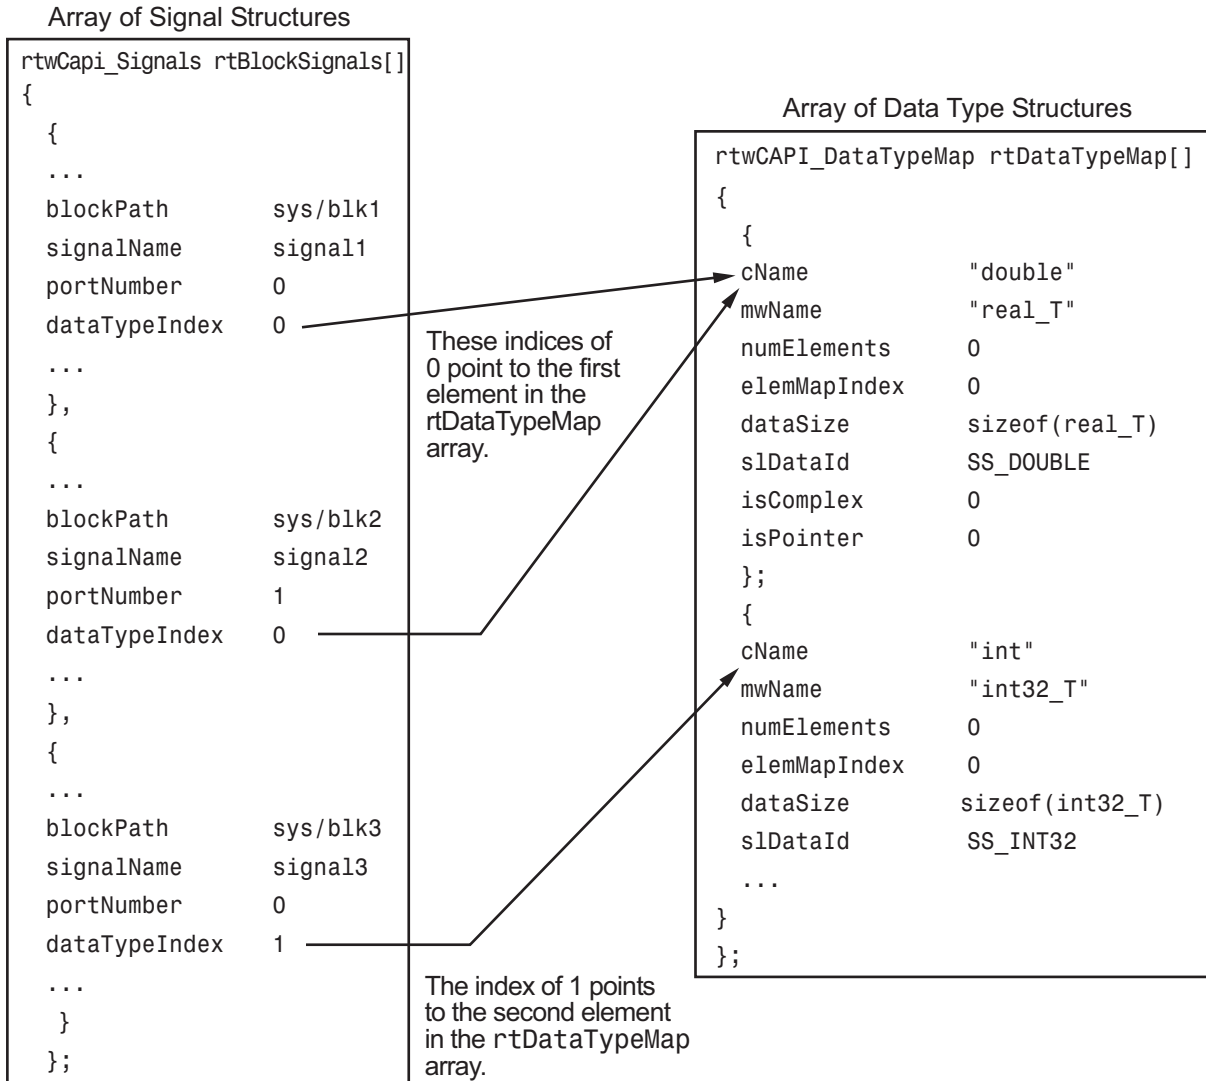 Array of Signal Structures
rtwCapi_Signals rtBlockSignals[]
{
{
...
blockPath sys/blk1
signalName signal1
portNumber 0
dataTypeIndex 0
...
},
{
...
blockPath sys/blk2
signalName signal2
portNumber 1
dataTypeIndex 0
...
},
{
...
blockPath sys/blk3
signalName signal3
portNumber 0
dataTypeIndex 1
...
}
};
These indices of
0 point to the first
element in the
rtDataTypeMap
array.
The index of 1 points
to the second element
in the rtDataTypeMap
array.
Array of Data Type Structures
rtwCAPI_DataTypeMap rtDataTypeMap[]
{
{
cName "double"
mwName "real_T"
numElements 0
elemMapIndex 0
dataSize sizeof(real_T)
slDataId SS_DOUBLE
isComplex 0
isPointer 0
};
{
cName "int"
mwName "int32_T"
numElements 0
elemMapIndex 0
dataSize sizeof(int32_T)
slDataId SS_INT32
...
}
};